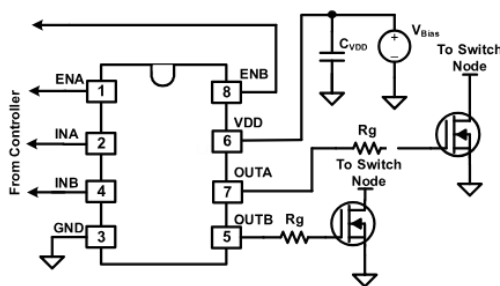 From Controller
ENA
1
INA
2
INB
4
GND
3
ENB
8
VDD
6
OUTA
7
OUTB
5
CVDD
VBias
To Switch
Node
Rg
To Switch
Node
Rg